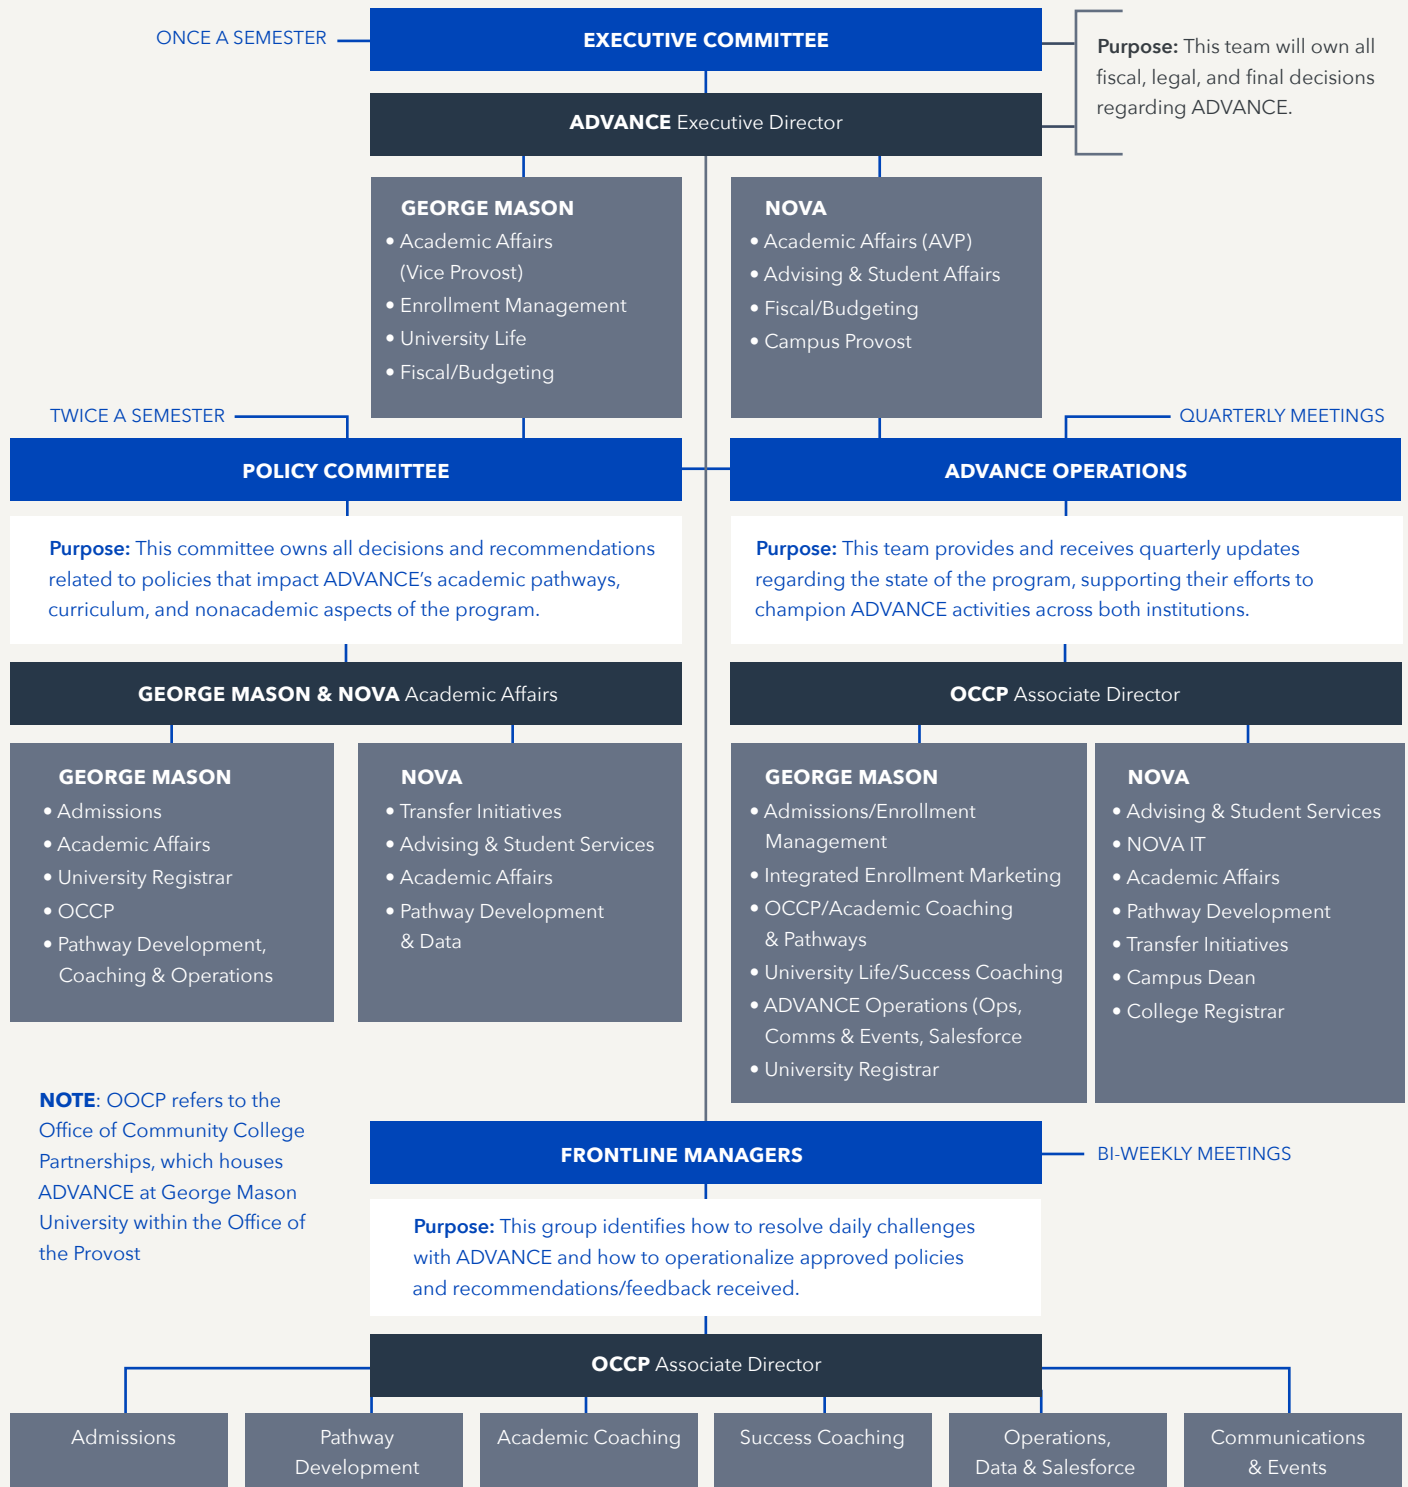 ONCE A SEMESTER
EXECUTIVE COMMITTEE
Purpose: This team will own all
fiscal, legal, and final decisions
regarding ADVANCE.
ADVANCE Executive Director
GEORGE MASON
• Academic Affairs
(Vice Provost)
• Enrollment Management
• University Life
• Fiscal/Budgeting
NOVA
• Academic Affairs (AVP)
• Advising & Student Affairs
• Fiscal/Budgeting
• Campus Provost
TWICE A SEMESTER
POLICY COMMITTEE
Purpose: This committee owns all decisions and recommendations
related to policies that impact ADVANCE’s academic pathways,
curriculum, and nonacademic aspects of the program.
GEORGE MASON & NOVA Academic Affairs
GEORGE MASON
• Admissions
• Academic Affairs
• University Registrar
• OCCP
• Pathway Development,
Coaching & Operations
NOVA
• Transfer Initiatives
• Advising & Student Services
• Academic Affairs
• Pathway Development
& Data
QUARTERLY MEETINGS
ADVANCE OPERATIONS
Purpose: This team provides and receives quarterly updates
regarding the state of the program, supporting their efforts to
champion ADVANCE activities across both institutions.
OCCP Associate Director
GEORGE MASON
• Admissions/Enrollment
Management
• Integrated Enrollment Marketing
• OCCP/Academic Coaching
& Pathways
• University Life/Success Coaching
• ADVANCE Operations (Ops,
Comms & Events, Salesforce
• University Registrar
NOVA
• Advising & Student Services
• NOVA IT
• Academic Affairs
• Pathway Development
• Transfer Initiatives
• Campus Dean
• College Registrar
NOTE: OOCP refers to the
Office of Community College
Partnerships, which houses
ADVANCE at George Mason
University within the Office of
the Provost
FRONTLINE MANAGERS
BI-WEEKLY MEETINGS
Purpose: This group identifies how to resolve daily challenges
with ADVANCE and how to operationalize approved policies
and recommendations/feedback received.
OCCP Associate Director
Admissions
Pathway
Development
Academic Coaching
Success Coaching
Operations,
Data & Salesforce
Communications
& Events